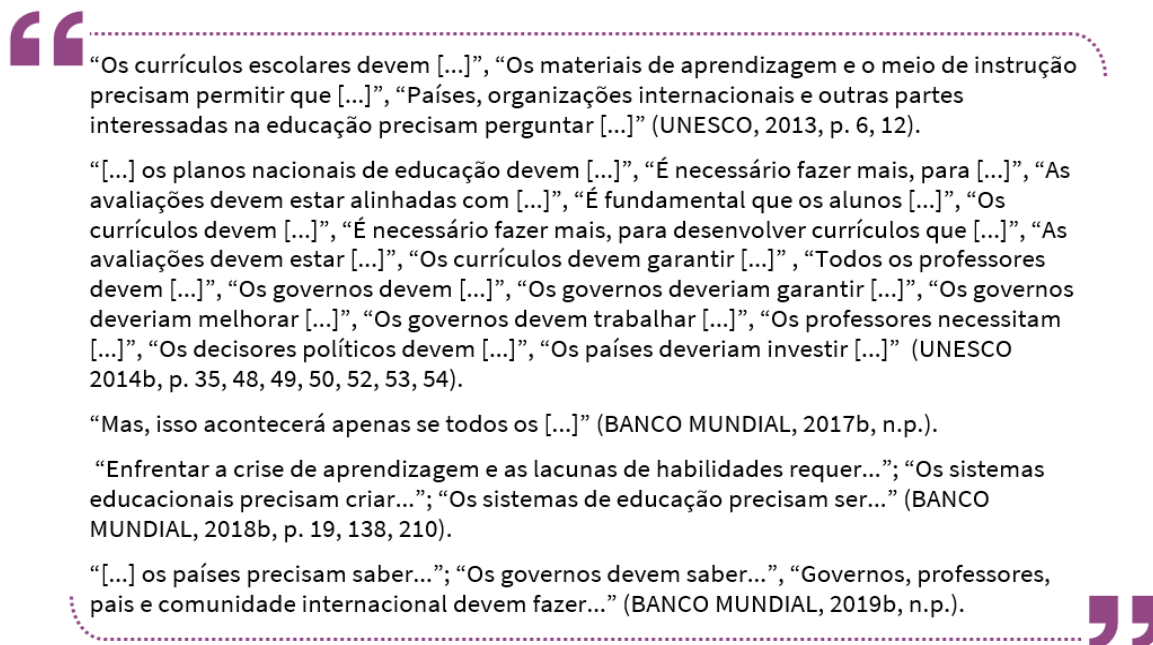 “Os currículos escolares devem [...]”, “Os materiais de aprendizagem e o meio de instrução
precisam permitir que [...]”, “Países, organizações internacionais e outras partes
interessadas na educação precisam perguntar [...]” (UNESCO, 2013, p. 6, 12).
“[...] os planos nacionais de educação devem [...]”, “É necessário fazer mais, para [...]”, “As
avaliações devem estar alinhadas com [...]”, “É fundamental que os alunos [...]”, “Os
currículos devem [...]”, “É necessário fazer mais, para desenvolver currículos que [...]”, “As
avaliações devem estar [...]”, “Os currículos devem garantir [...]” , “Todos os professores
devem [...]”, “Os governos devem [...]”, “Os governos deveriam garantir [...]”, “Os governos
deveriam melhorar [...]”, “Os governos devem trabalhar [...]”, “Os professores necessitam
[...]”, “Os decisores políticos devem [...]”, “Os países deveriam investir [...]” (UNESCO
2014b, p. 35, 48, 49, 50, 52, 53, 54).
“Mas, isso acontecerá apenas se todos os [...]” (BANCO MUNDIAL, 2017b, n.p.).
“Enfrentar a crise de aprendizagem e as lacunas de habilidades requer...”; “Os sistemas
educacionais precisam criar...”; “Os sistemas de educação precisam ser...” (BANCO
MUNDIAL, 2018b, p. 19, 138, 210).
“[...] os países precisam saber...”; “Os governos devem saber...”, “Governos, professores,
pais e comunidade internacional devem fazer...” (BANCO MUNDIAL, 2019b, n.p.).